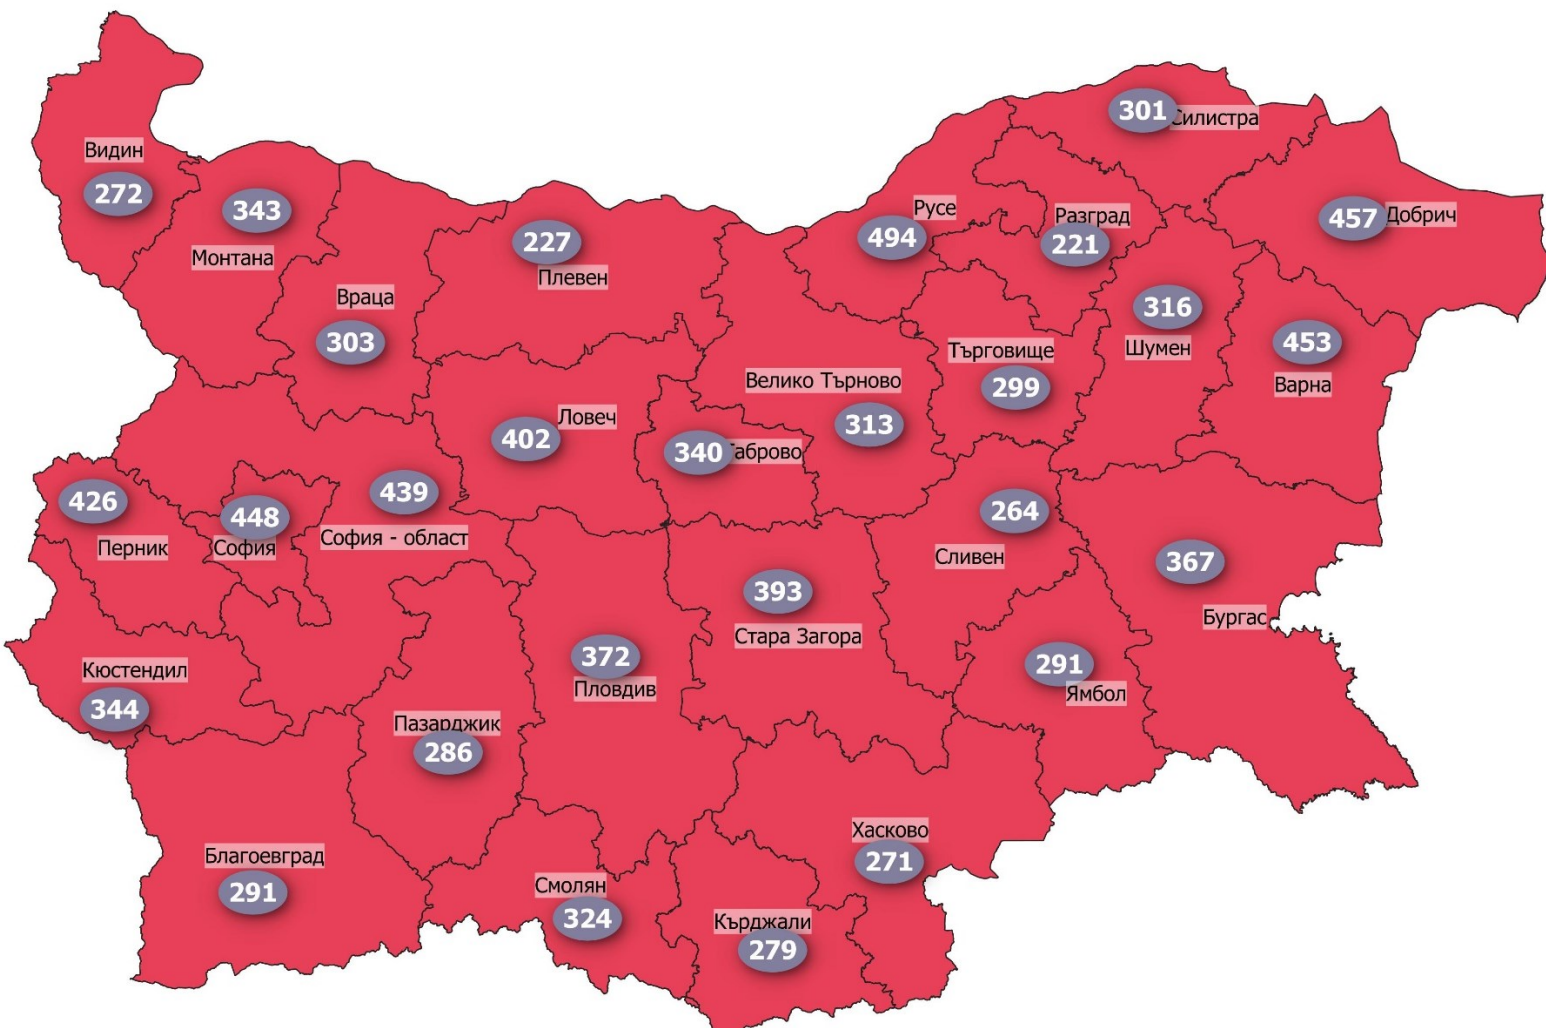 301
Силистра
Видин
272
343
Монтана
Русе
494
Разград
221
457
Добрич
227
Плевен
Враца
303
316
Шумен
453
Варна
Търговище
299
Велико Търново
313
Ловеч
402
340
Габрово
426
Перник
448
София
439
София - област
264
Сливен
367
Бургас
393
Стара Загора
372
Пловдив
291
Ямбол
Кюстендил
344
Пазарджик
286
Хасково
271
Благоевград
291
Смолян
324
Кърджали
279